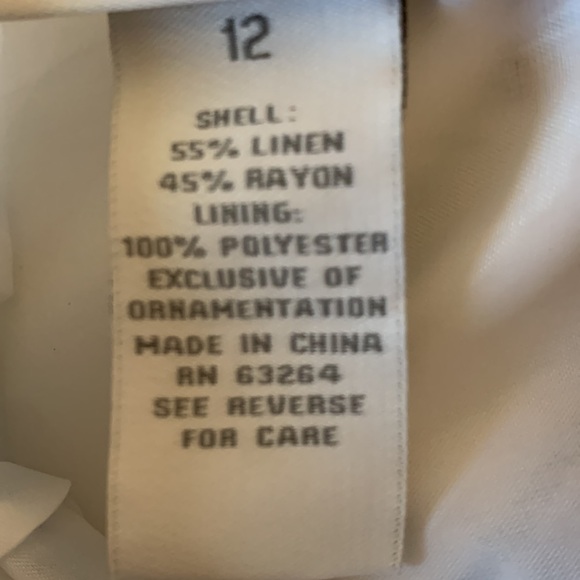 12
SHELL:
55% LINEN
45% RAYON
LINING:
100% POLYESTER
EXCLUSIVE OF
ORNAMENTATION
MADE IN CHINA
RN 63264
SEE REVERSE
FOR CARE